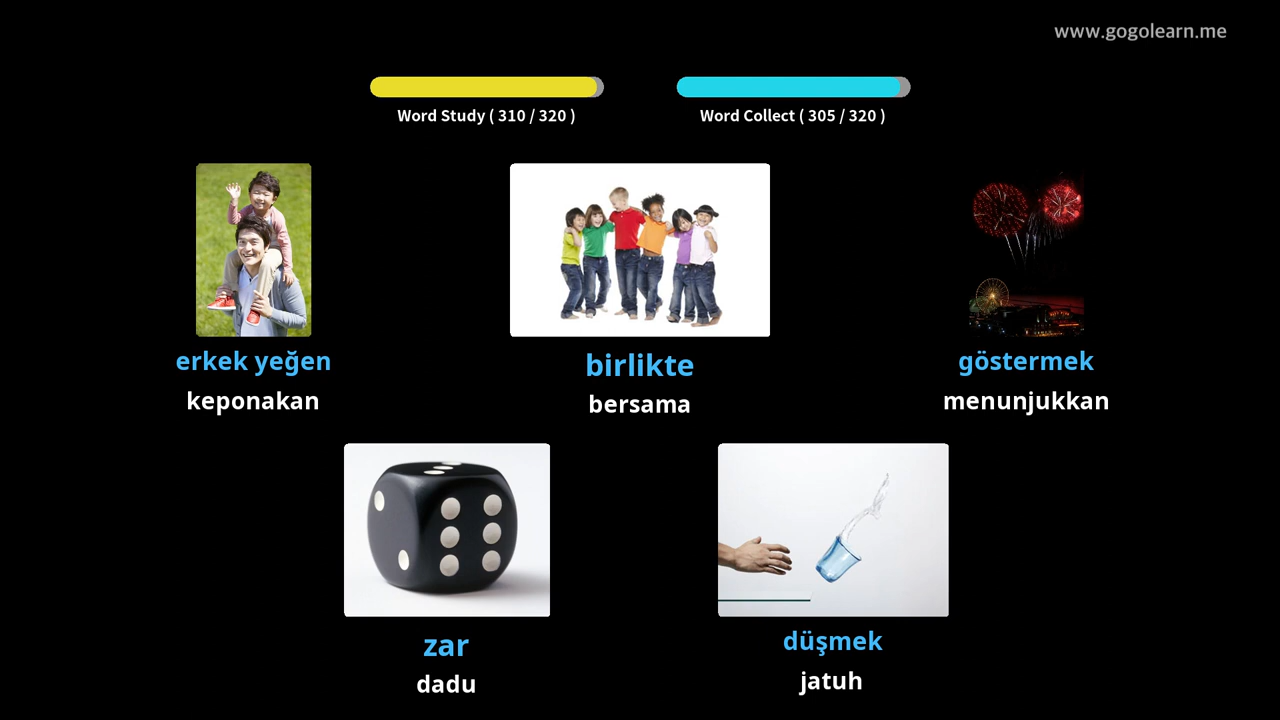 www.gogolearn.me
Word Study ( 310 / 320 )
Word Collect ( 305 / 320 )
erkek yeğen
keponakan
birlikte
bersama
göstermek
menunjukkan
zar
dadu
düşmek
jatuh